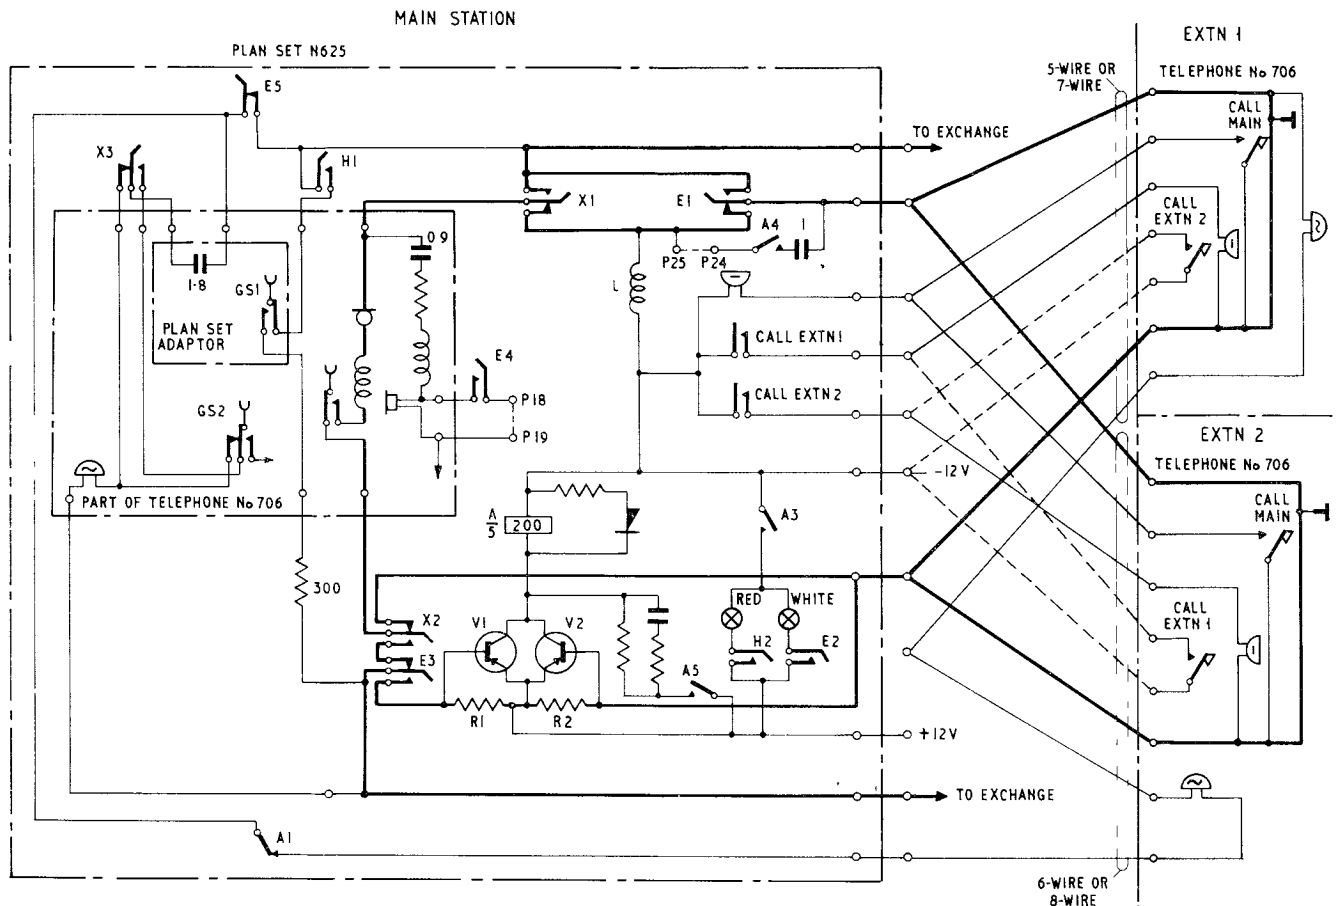 MAIN STATION
EXTN 1
PLAN SET N625
5-WIRE OR
7-WIRE
TELEPHONE No 706
E5
CALL
MAIN
TO EXCHANGE
X3
H1
X1
E1
CALL
EXTN 2
A4
1
0 9
P25
P24
1·8
GS1
L
PLAN SET
ADAPTOR
CALL EXTN1
E4
CALL EXTN2
P18
GS2
P19
EXTN 2
-12V
TELEPHONE No 706
PART OF TELEPHONE No 706
CALL
MAIN
A
5
200
A3
300
RED
WHITE
X2
V1
V2
CALL
EXTN 1
H2
E2
E3
A5
R1
R2
+12V
TO EXCHANGE
A1
6-WIRE OR
8-WIRE